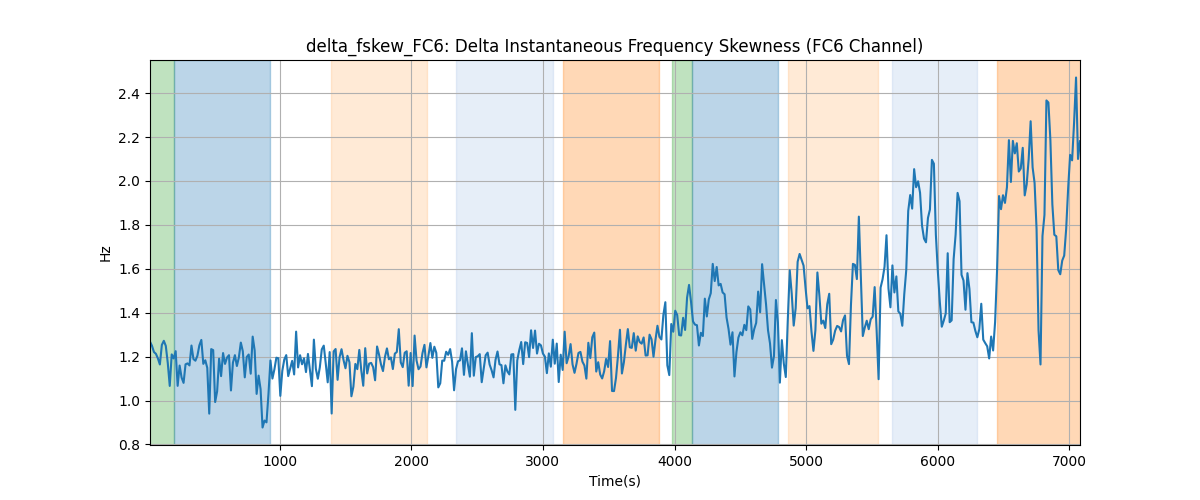 delta_fskew_FC6: Delta Instantaneous Frequency Skewness (FC6 Channel)
2.4
2.2
2.0
1.8
1.6
1.4
1.2
1.0
0.8
Hz
1000 2000 3000 4000 5000 6000 7000
Time(s)